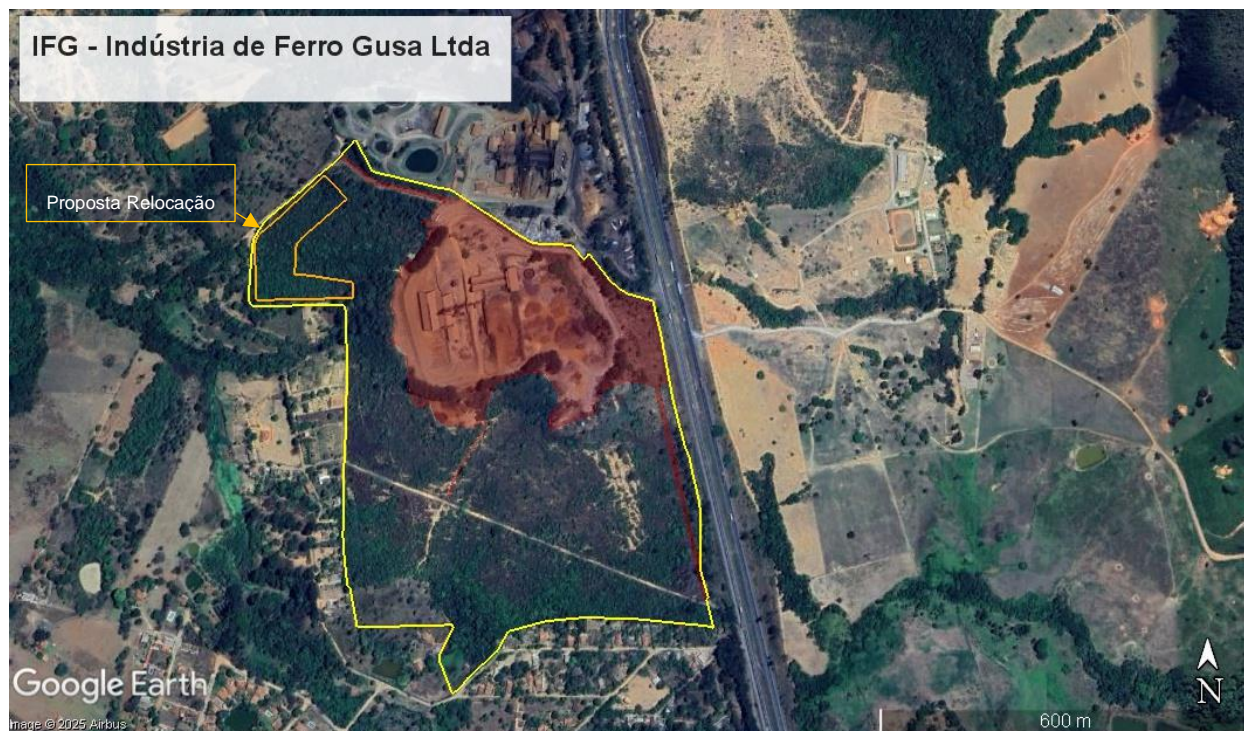 IFG - Indústria de Ferro Gusa Ltda
Proposta Relocação
Google Earth
Image © 2025 Airbus
600 m
N